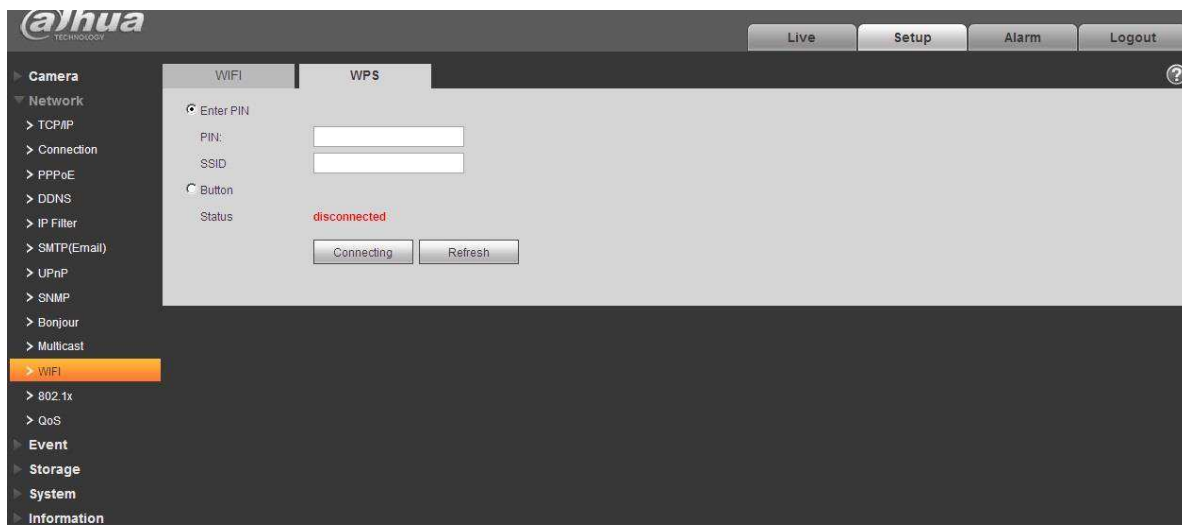 alhua
TECHNOLOGY
Live
Setup
Alarm
Logout
Camera
Network
> TCP/IP
> Connection
> PPPoE
> DDNS
> IP Filter
> SMTP(Email)
> UPnP
> SNMP
> Bonjour
> Multicast
> WIFI
> 802.1x
> QoS
Event
Storage
System
Information
WIFI
WPS
?
Enter PIN
PIN:
SSID
Button
Status
disconnected
Connecting
Refresh